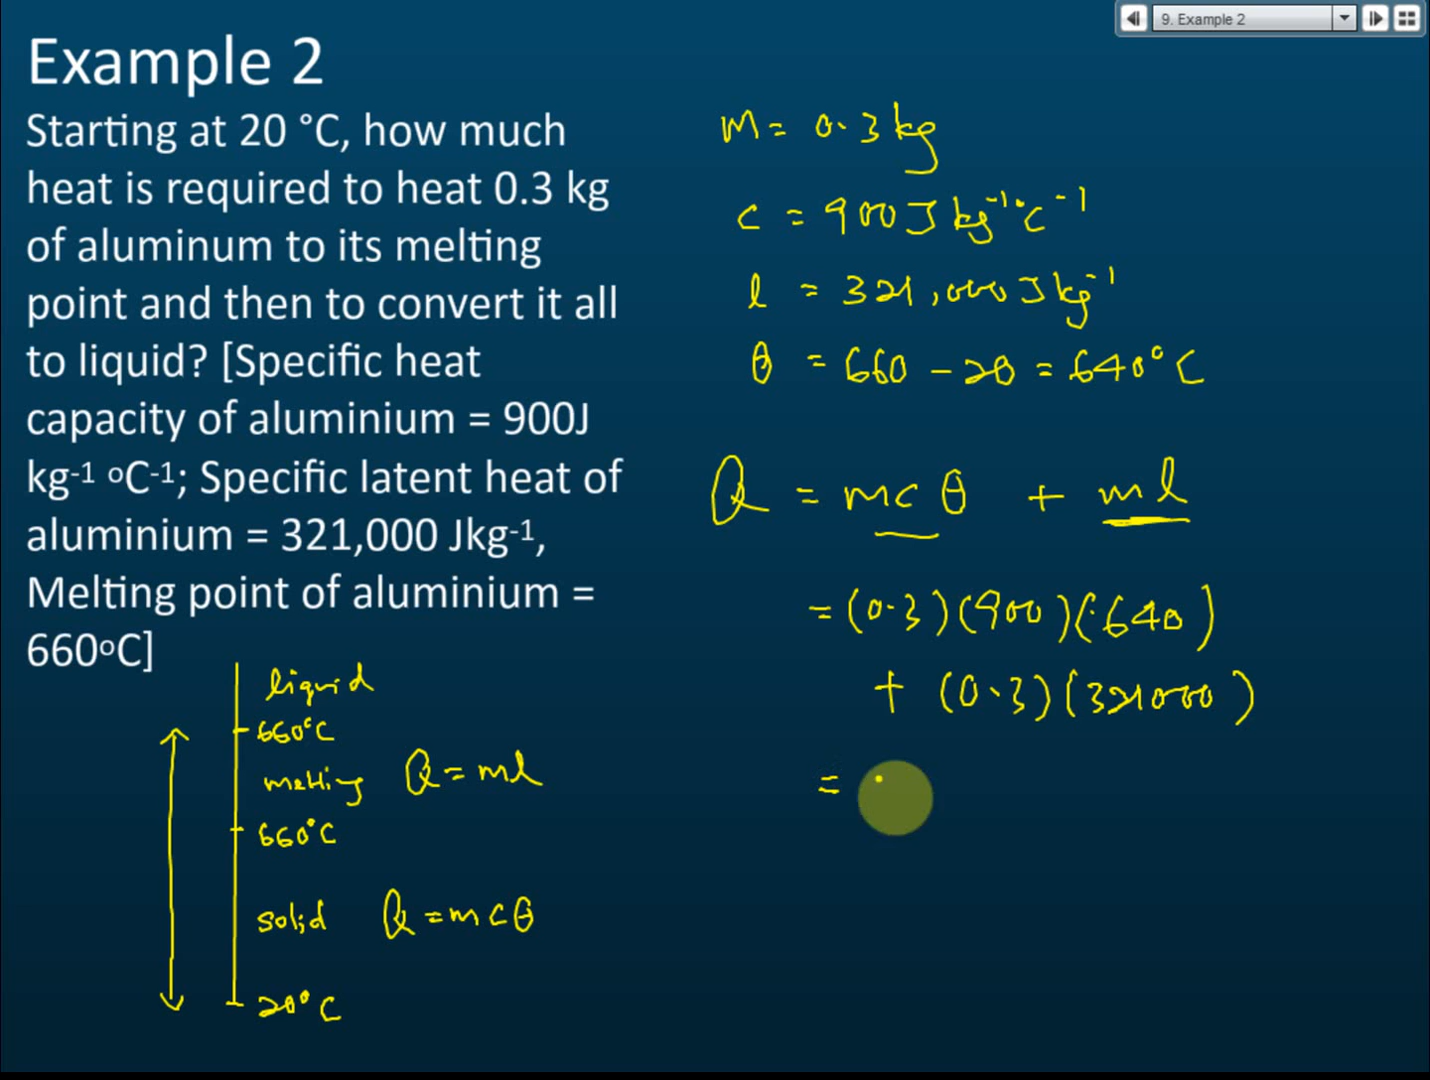 9. Example 2
Example 2
Starting at 20 °C, how much
heat is required to heat 0.3 kg
of aluminum to its melting
point and then to convert it all
to liquid? [Specific heat
capacity of aluminium = 900J
kg-1 oC-1; Specific latent heat of
aluminium = 321,000 Jkg-1,
Melting point of aluminium =
660oC]
liquid
660°C
melting Q = ml
660°C
solid Q = mcθ
20°C
m = 0.3 kg
c = 900 J kg⁻¹ °C⁻¹
l = 321,000 J kg⁻¹
θ = 660 - 20 = 640°C
Q = mcθ + ml
= (0.3)(900)(640)
+ (0.3)(321000)
=